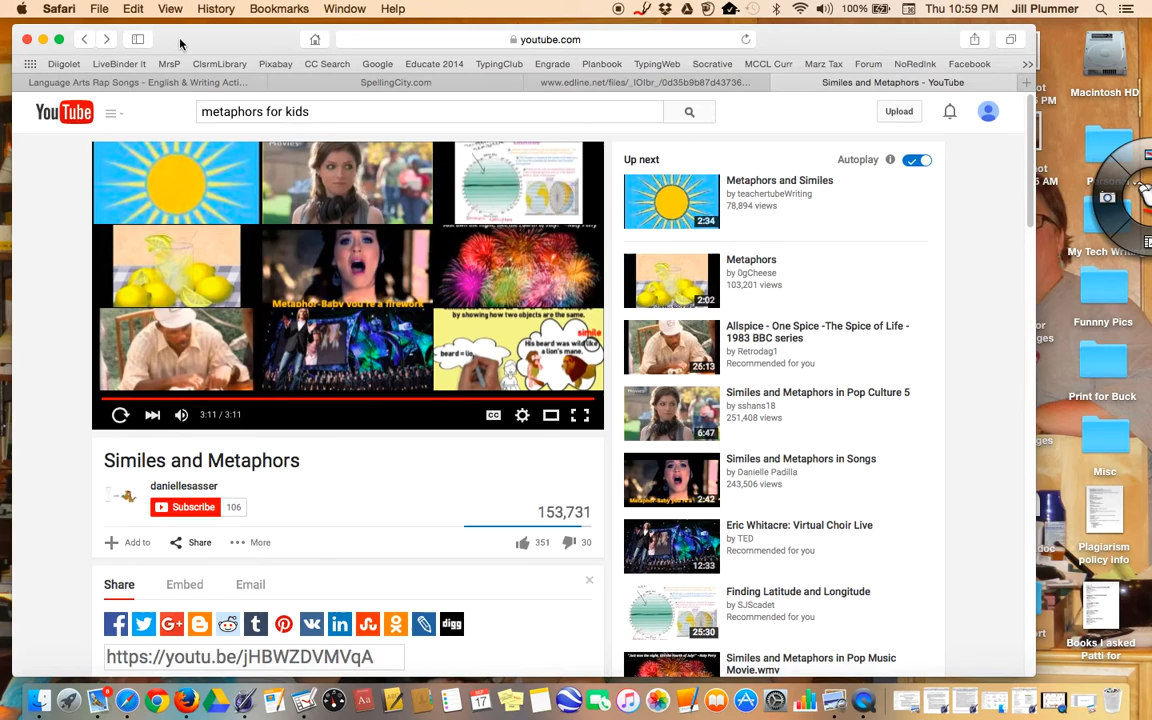 Safari File Edit View History Bookmarks Window Help 100% Thu 10:59 PM Jill Plummer
youtube.com
Diigolet LiveBinder It MrsP ClsrmLibrary Pixabay CC Search Google Educate 2014 TypingClub Engrade Planbook TypingWeb Socrative MCCL Curr Marz Tax Forum NoRedInk Facebook
Language Arts Rap Songs - English & Writing Acti... SpellingCity.com Similes and Metaphors - YouTube
Macintosh HD
YouTube metaphors for kids Upload
Up next Autoplay
Metaphors and Similes
by teachertubeWriting
78,894 views
2:34
Metaphors
by 0gCheese
103,201 views
2:02
Allspice - One Spice -The Spice of Life -
1983 BBC series
by Retrodag1
Recommended for you
26:13
Similes and Metaphors in Pop Culture 5
by sshans18
251,408 views
6:47
Similes and Metaphors in Songs
by Danielle Padilla
243,506 views
2:42
Eric Whitacre: Virtual Choir Live
by TED
Recommended for you
12:33
Finding Latitude and Longitude
by SJScadet
Recommended for you
25:30
Similes and Metaphors in Pop Music
Movie.wmv
Metaphor-Baby you're a firework
by showing how two objects are the same.
simile
His beard was wild like
a lion's mane.
beard = lio
3:11 / 3:11 CC
Similes and Metaphors
daniellesasser
Subscribe 106
153,731
Add to Share More 351 30
Share Embed Email
digg
https://youtu.be/jHBWZDVMVqA
My Tech Wri
Funnny Pics
Print for Buck
Misc
Plagiarism
policy info
Books I asked
Patti for
SEP
17